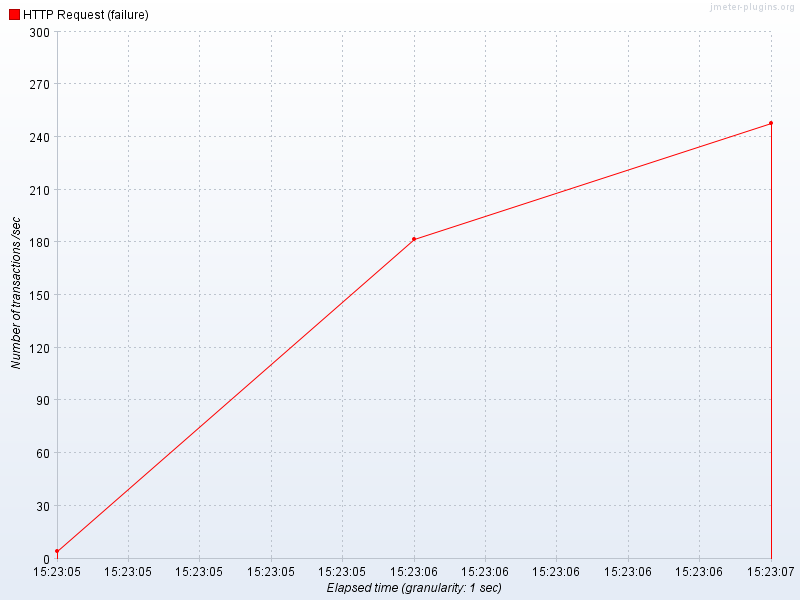 jmeter-plugins.org
HTTP Request (failure)
300
270
240
210
180
150
120
90
60
30
0
Number of transactions /sec
15:23:05 15:23:05 15:23:05 15:23:05 15:23:05 15:23:06 15:23:06 15:23:06 15:23:06 15:23:06 15:23:07
Elapsed time (granularity: 1 sec)